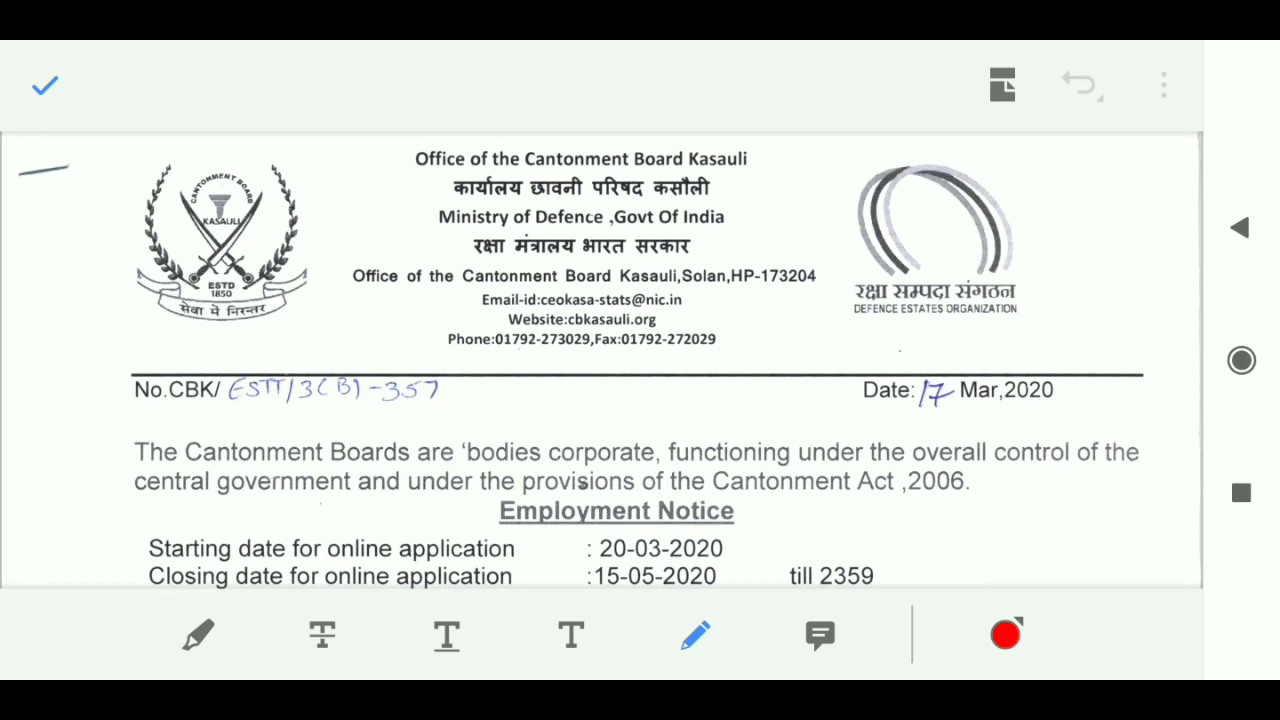 Office of the Cantonment Board Kasauli
कार्यालय छावनी परिषद कसौली
Ministry of Defence ,Govt Of India
रक्षा मंत्रालय भारत सरकार
Office of the Cantonment Board Kasauli,Solan,HP-173204
Email-id:ceokasa-stats@nic.in
Website:cbkasauli.org
Phone:01792-273029,Fax:01792-272029
CANTONMENT BOARD
KASAULI
ESTD
1850
सेवा में निरन्तर
रक्षा सम्पदा संगठन
DEFENCE ESTATES ORGANIZATION
No.CBK/ ESTT/3(B)-357 Date:17 Mar,2020
The Cantonment Boards are ‘bodies corporate, functioning under the overall control of the
central government and under the provisions of the Cantonment Act ,2006.
Employment Notice
Starting date for online application : 20-03-2020
Closing date for online application :15-05-2020 till 2359
T
T
T